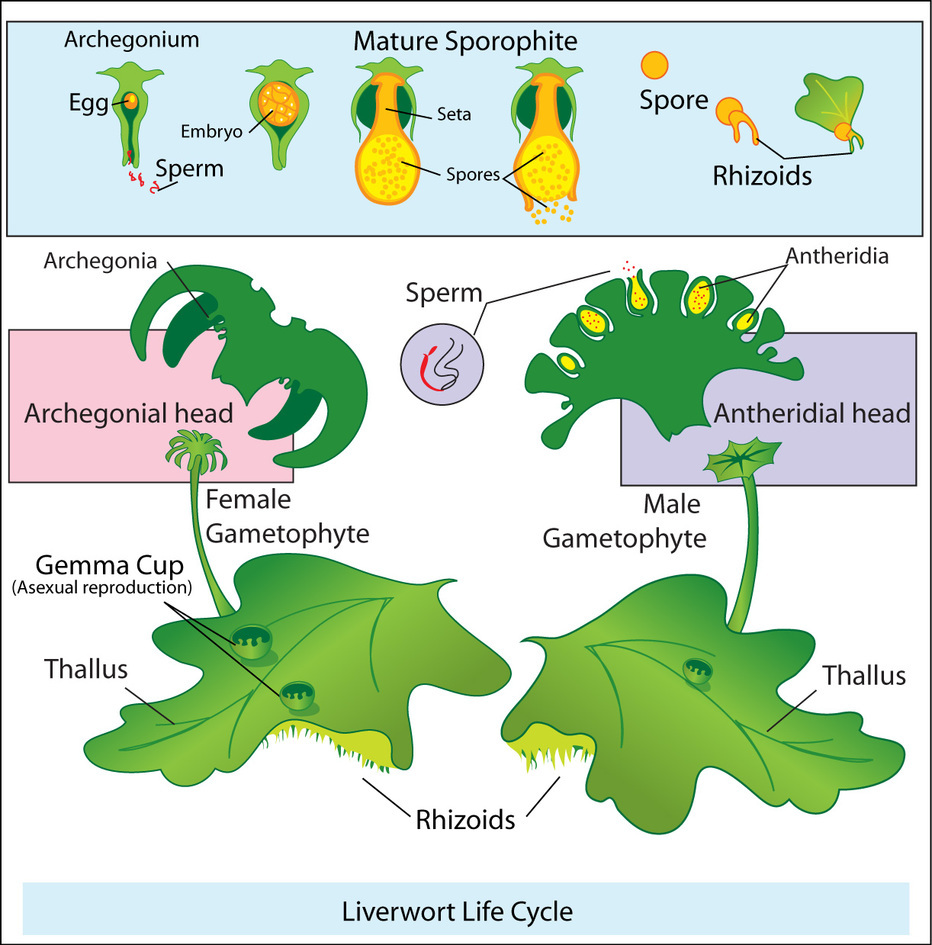 Archegonium
Mature Sporophite
Egg
Embryo
Sperm
Seta
Spores
Spore
Rhizoids
Archegonia
Sperm
Antheridia
Archegonial head
Antheridial head
Female
Gametophyte
Male
Gametophyte
Gemma Cup
(Asexual reproduction)
Thallus
Thallus
Rhizoids
Liverwort Life Cycle